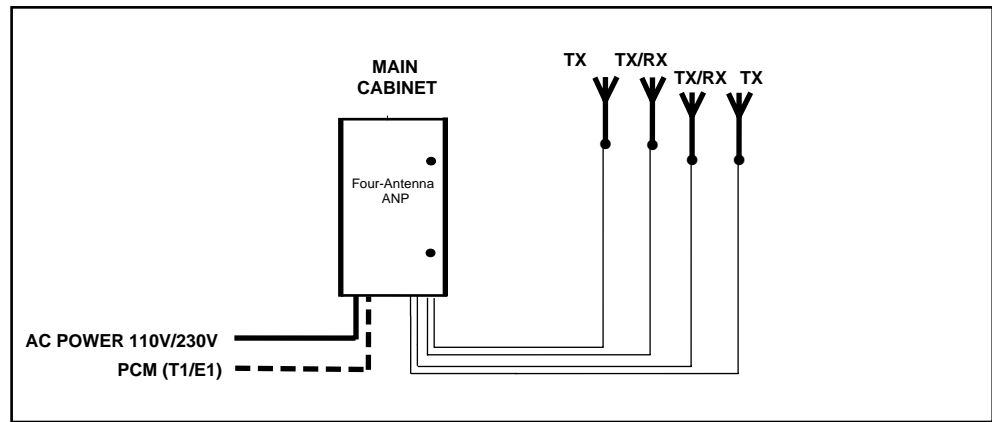 TX TX/RX
TX/RX TX
MAIN
CABINET
Four-Antenna
ANP
AC POWER 110V/230V
PCM (T1/E1)